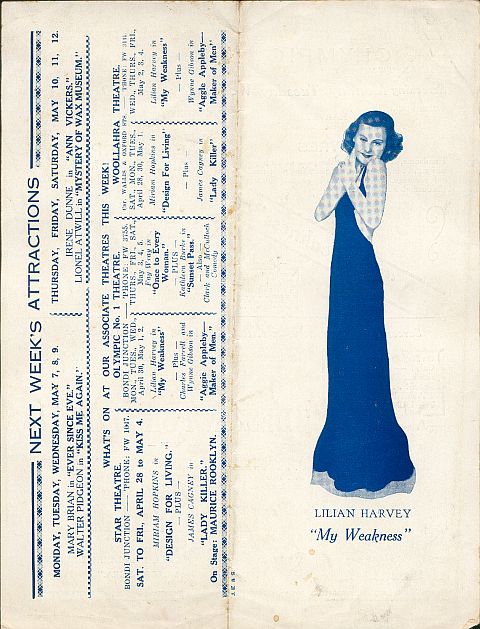 NEXT WEEK'S ATTRACTIONS
MONDAY, TUESDAY, WEDNESDAY, MAY 7, 8, 9.
MARY BRIAN in "EVER SINCE EVE."
WALTER PIDGEON in "KISS ME AGAIN."
THURSDAY, FRIDAY, SATURDAY, MAY 10, 11, 12.
IRENE DUNNE in "ANN VICKERS."
LIONEL ATWILL in "MYSTERY OF WAX MUSEUM."
WHAT'S ON AT OUR ASSOCIATE THEATRES THIS WEEK!
STAR THEATRE.
BONDI JUNCTION — PHONE: FW 1067.
SAT. TO FRI., APRIL 28 to MAY 4.
MIRIAM HOPKINS in
"DESIGN FOR LIVING."
— PLUS —
JAMES CAGNEY in
"LADY KILLER."
On Stage: MAURICE ROOKLYN.
OLYMPIC No. 1 THEATRE.
BONDI JUNCTION — PHONE: FW 3755.
MON., TUES., WED.,
April 30, May 1, 2.
Lilian Harvey in
"My Weakness"
— Plus —
Charles Farrell and
Wynne Gibson in
"Aggie Appleby—
Maker of Men."
THURS., FRI., SAT.,
May 3, 4, 5.
Fay Wray in
"Once to Every
Woman."
— PLUS —
Kathleen Burke in
"Sunset Pass."
— Also —
Clark and McCulloch
Comedy
WOOLLAHRA THEATRE.
Cnr. WALLIS & OXFORD STS.
SAT., MON., TUES.,
April 28, 30, May 1.
Miriam Hopkins in
"Design For Living"
— Plus —
James Cagney in
"Lady Killer"
WED., THURS., FRI.,
May 2, 3, 4.
Lilian Harvey in
"My Weakness"
— Plus —
Wynne Gibson in
"Aggie Appleby—
Maker of Men"
LILIAN HARVEY
"My Weakness"